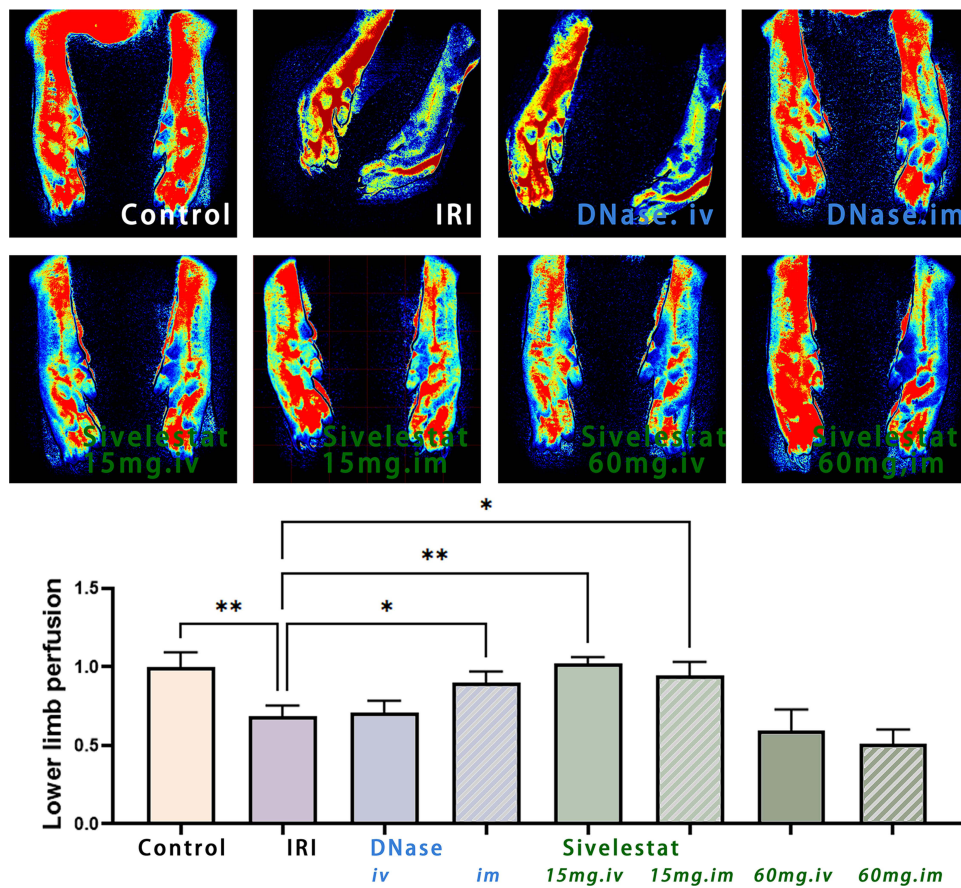 Control
IRI
DNase. iv
DNase.im
Sivelestat
15mg.iv
Sivelestat
15mg.im
Sivelestat
60mg.iv
Sivelestat
60mg.im
*
**
**
*
Lower limb perfusion
1.5
1.0
0.5
0.0
Control IRI DNase Sivelestat
iv im 15mg.iv 15mg.im 60mg.iv 60mg.im